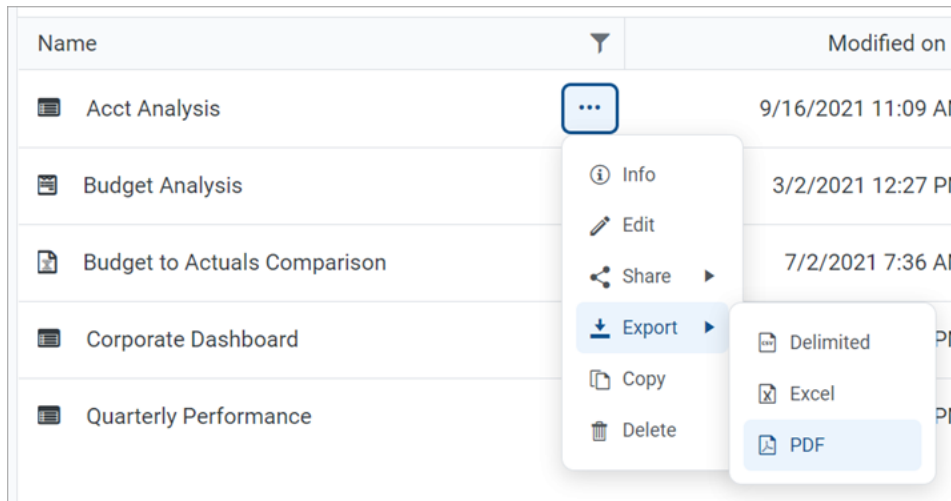 Name Modified on
Acct Analysis ... 9/16/2021 11:09
Info
Budget Analysis 3/2/2021 12:27
Edit
Budget to Actuals Comparison 7/2/2021 7:36
Share
Export
Corporate Dashboard
Delimited
Copy
Excel
Quarterly Performance
Delete
PDF